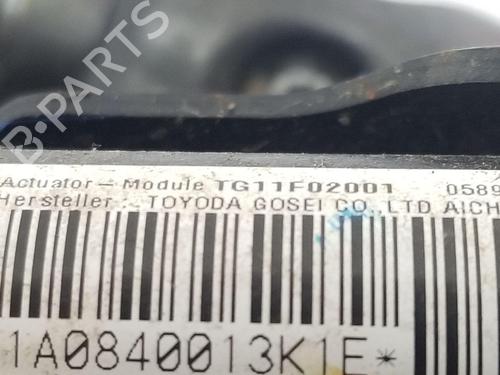 B-PARTS
Actuator - Module TG11F02001 0589
Hersteller: TOYODA GOSEI CO.,LTD AICH
1A0840013K1E*